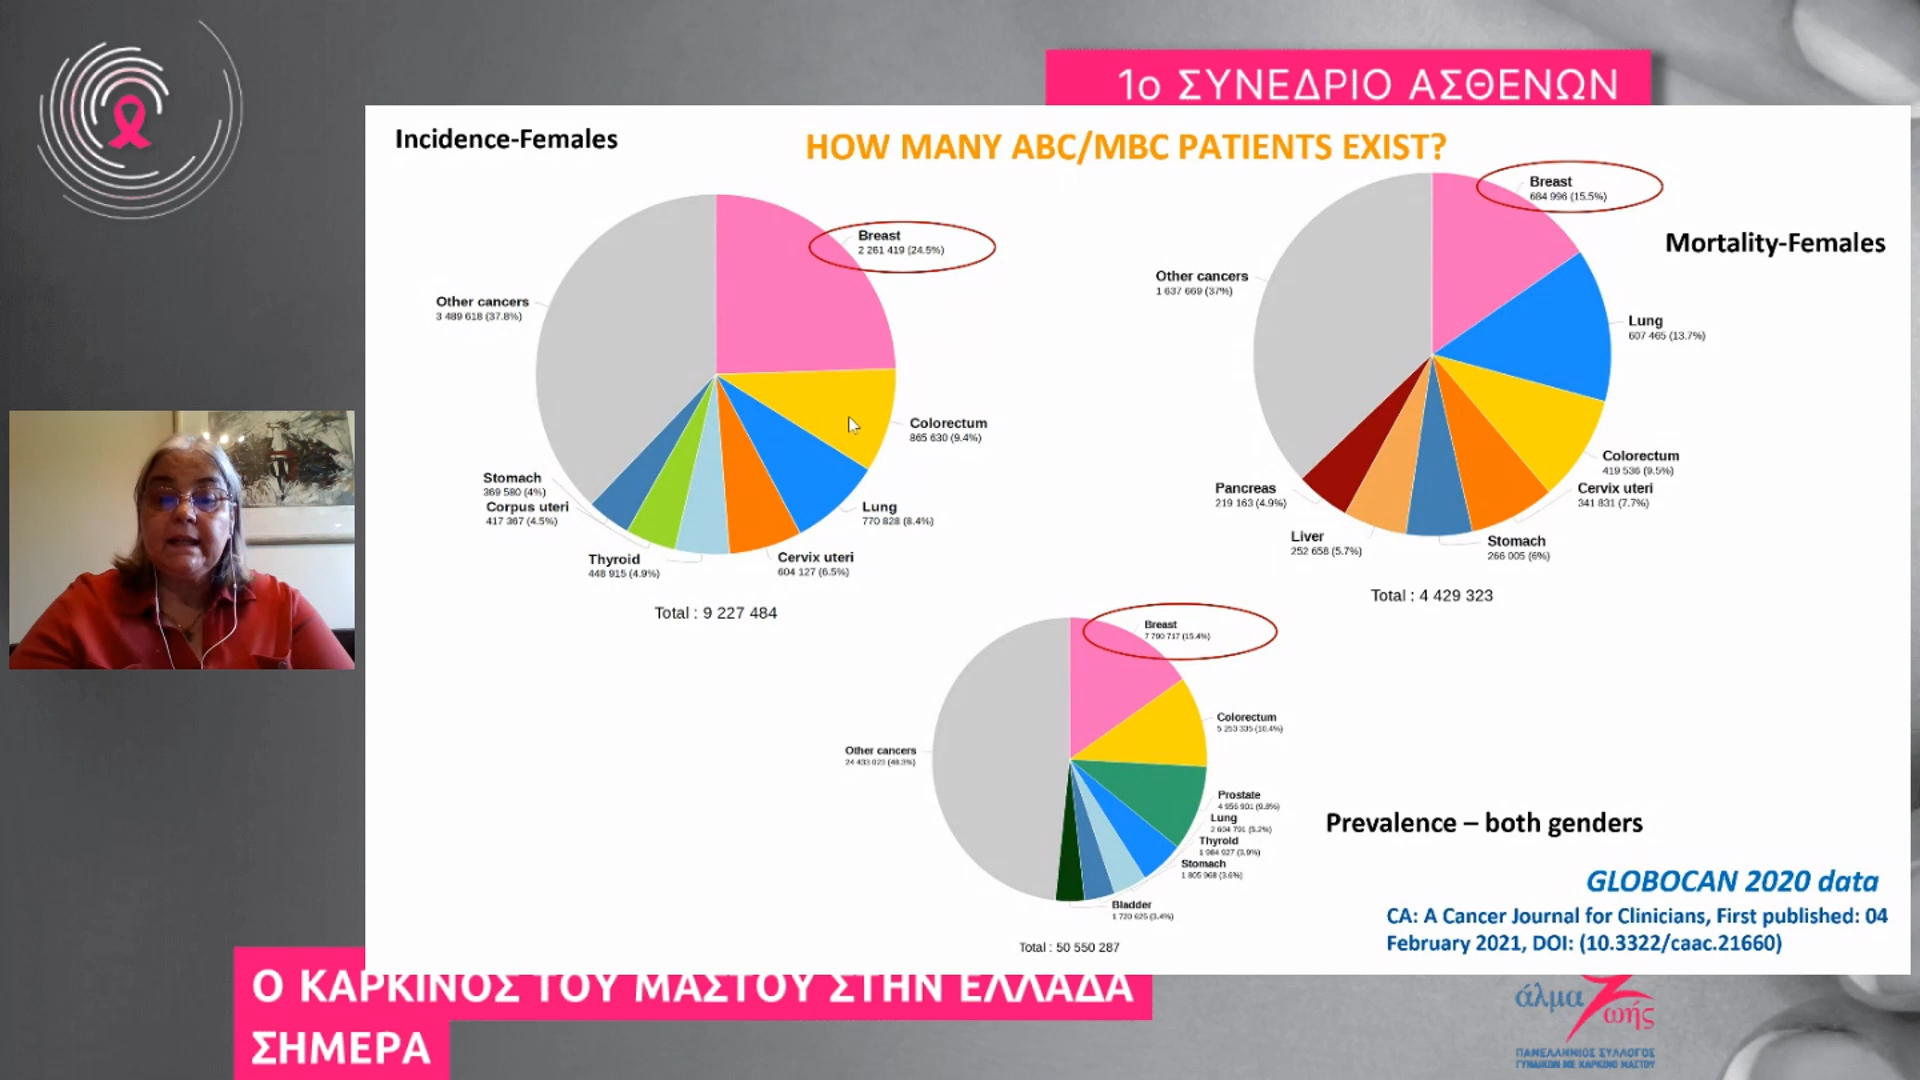 1ο ΣΥΝΕΔΡΙΟ ΑΣΘΕΝΩΝ
Incidence-Females
HOW MANY ABC/MBC PATIENTS EXIST?
Breast
2 261 419 (24.5%)
Other cancers
3 489 618 (37.8%)
Colorectum
865 630 (9.4%)
Stomach
369 580 (4%)
Corpus uteri
417 367 (4.5%)
Lung
770 828 (8.4%)
Thyroid
448 915 (4.9%)
Cervix uteri
604 127 (6.5%)
Total : 9 227 484
Breast
684 996 (15.5%)
Mortality-Females
Other cancers
1 637 669 (37%)
Lung
607 465 (13.7%)
Colorectum
419 536 (9.5%)
Pancreas
219 163 (4.9%)
Cervix uteri
341 831 (7.7%)
Liver
252 658 (5.7%)
Stomach
266 005 (6%)
Total : 4 429 323
Breast
7 790 717 (15.4%)
Colorectum
5 253 335 (10.4%)
Other cancers
24 433 023 (48.3%)
Prostate
4 956 901 (9.8%)
Lung
2 604 791 (5.2%)
Thyroid
1 984 927 (3.9%)
Stomach
1 805 968 (3.6%)
Bladder
1 720 625 (3.4%)
Total : 50 550 287
Prevalence – both genders
GLOBOCAN 2020 data
CA: A Cancer Journal for Clinicians, First published: 04
February 2021, DOI: (10.3322/caac.21660)
Ο ΚΑΡΚΙΝΟΣ ΤΟΥ ΜΑΣΤΟΥ ΣΤΗΝ ΕΛΛΑΔΑ
ΣΗΜΕΡΑ
άλμα Ζωής
ΠΑΝΕΛΛΗΝΙΟΣ ΣΥΛΛΟΓΟΣ
ΓΥΝΑΙΚΩΝ ΜΕ ΚΑΡΚΙΝΟ ΜΑΣΤΟΥ